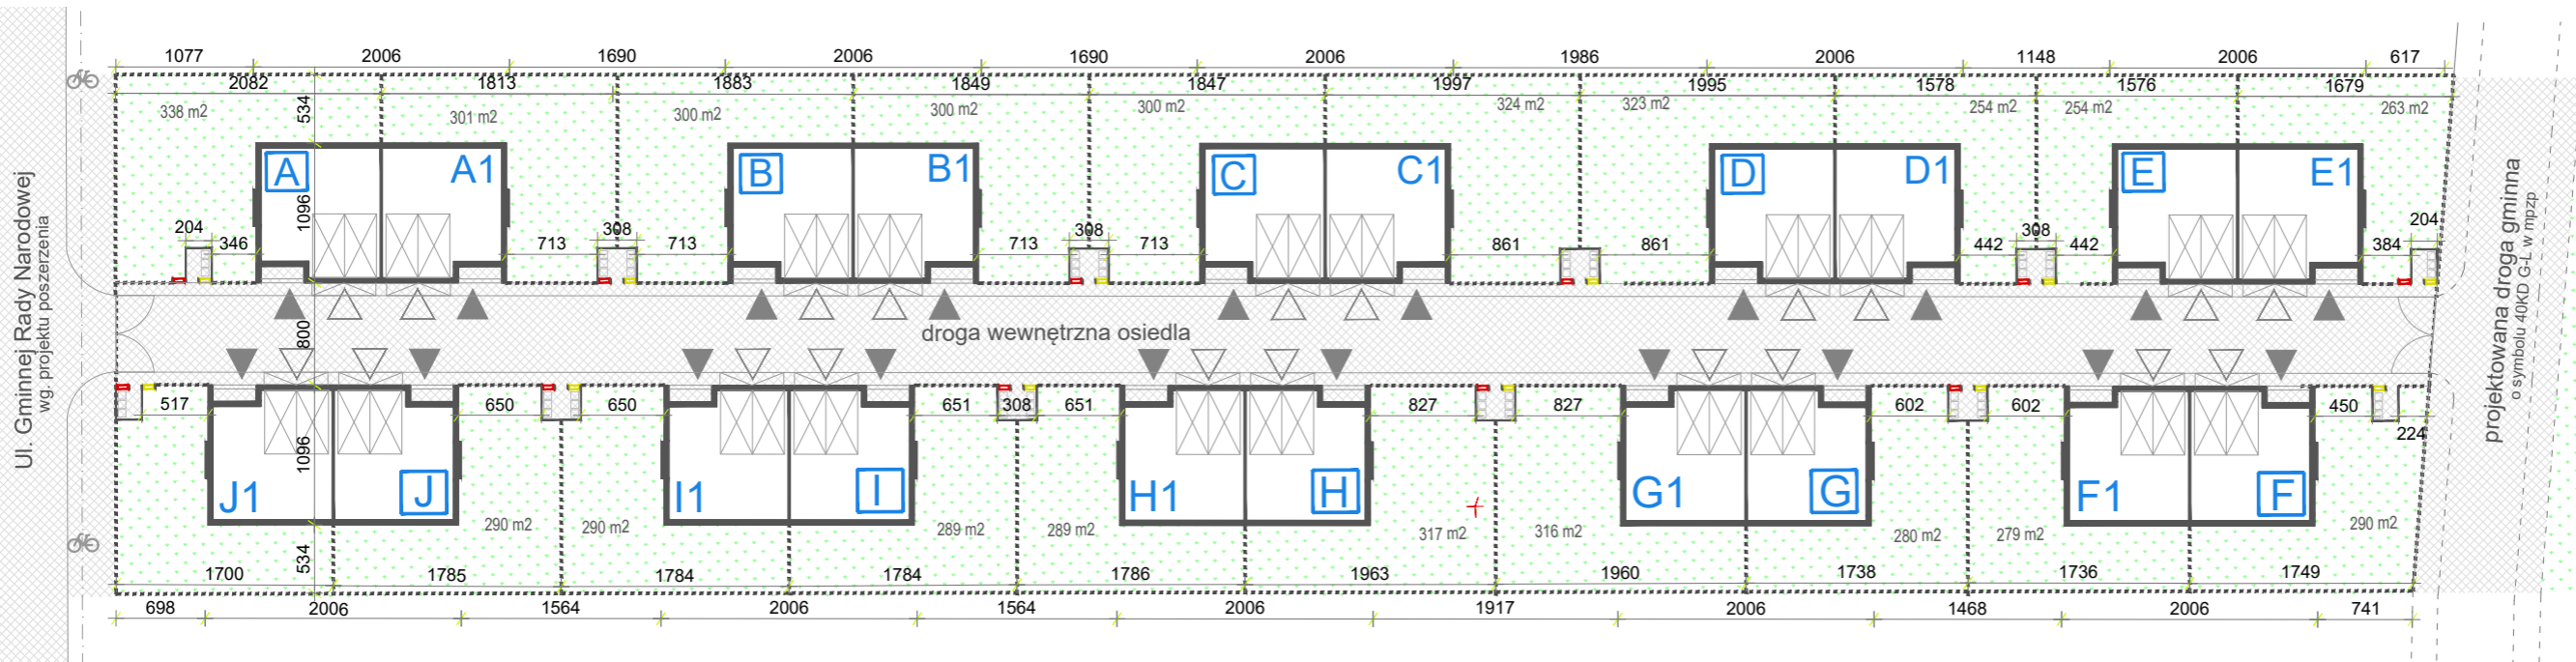 1077 2006 1690 2006 1690 2006 1986 2006 1148 2006 617
2082 1813 1883 1849 1847 1997 1995 1578 1576 1679
534
338 m2 301 m2 300 m2 300 m2 300 m2 324 m2 323 m2 254 m2 254 m2 263 m2
A A1 B B1 C C1 D D1 E E1
1096
204 308 308 308 204
346 713 713 713 713 861 861 442 442 384
Ul. Gminnej Rady Narodowej
wg. projektu poszerzenia
800
droga wewnętrzna osiedla
projektowana droga gminna
o symbolu 40KD G-L w mpzp
517 650 650 651 308 651 827 827 602 602 450
224
1096
J1 J I1 I H1 H G1 G F1 F
290 m2 290 m2 289 m2 289 m2 317 m2 316 m2 280 m2 279 m2 290 m2
534
1700 1785 1784 1784 1786 1963 1960 1738 1736 1749
698 2006 1564 2006 1564 2006 1917 2006 1468 2006 741